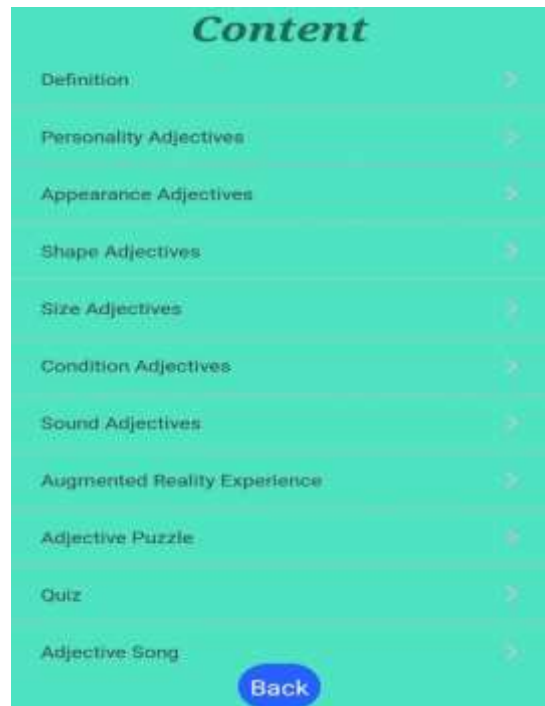 Content
Definition
Personality Adjectives
Appearance Adjectives
Shape Adjectives
Size Adjectives
Condition Adjectives
Sound Adjectives
Augmented Reality Experience
Adjective Puzzle
Quiz
Adjective Song
Back